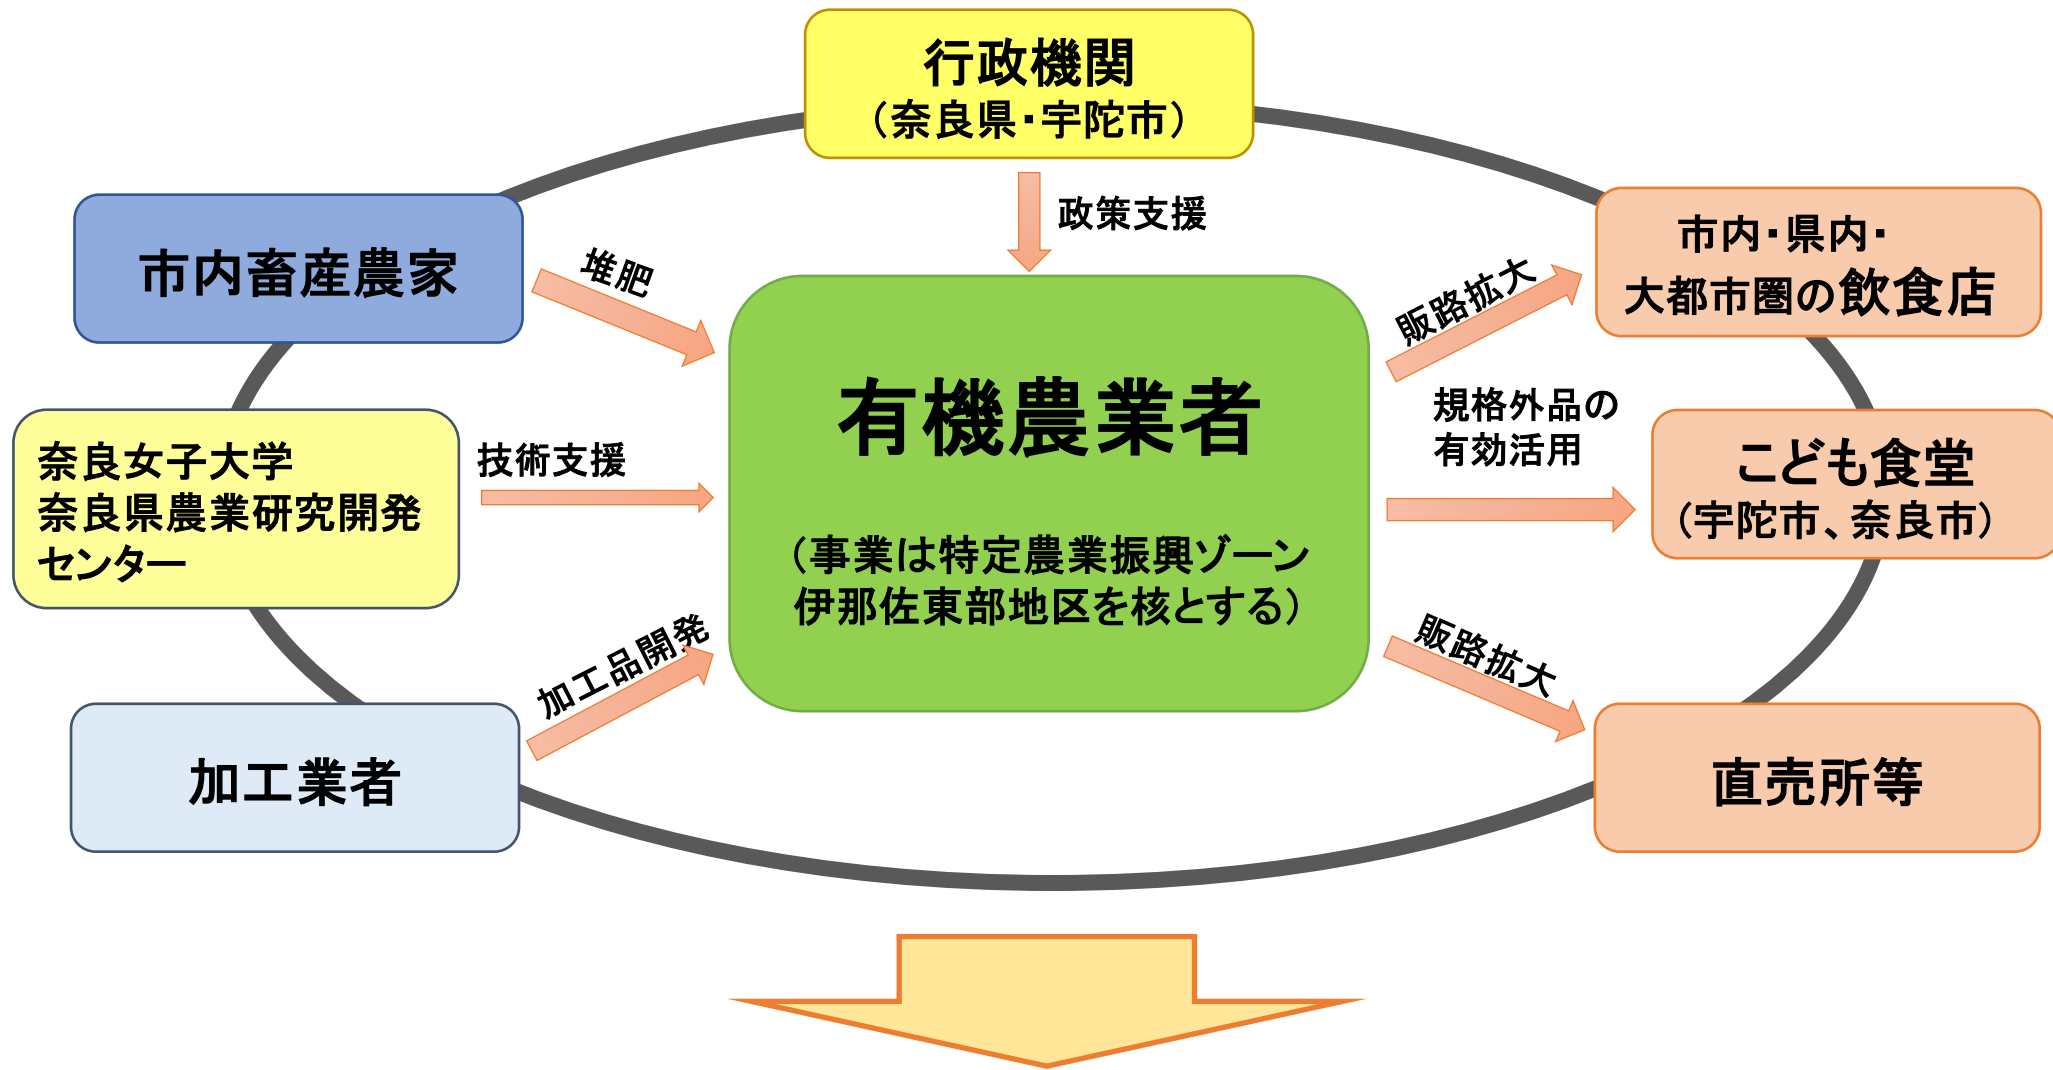 行政機関
（奈良県・宇陀市）
政策支援
市内畜産農家
堆肥
市内・県内・
大都市圏の飲食店
販路拡大
有機農業者
（事業は特定農業振興ゾーン
伊那佐東部地区を核とする）
奈良女子大学
奈良県農業研究開発
センター
技術支援
規格外品の
有効活用
こども食堂
（宇陀市、奈良市）
加工品開発
加工業者
販路拡大
直売所等